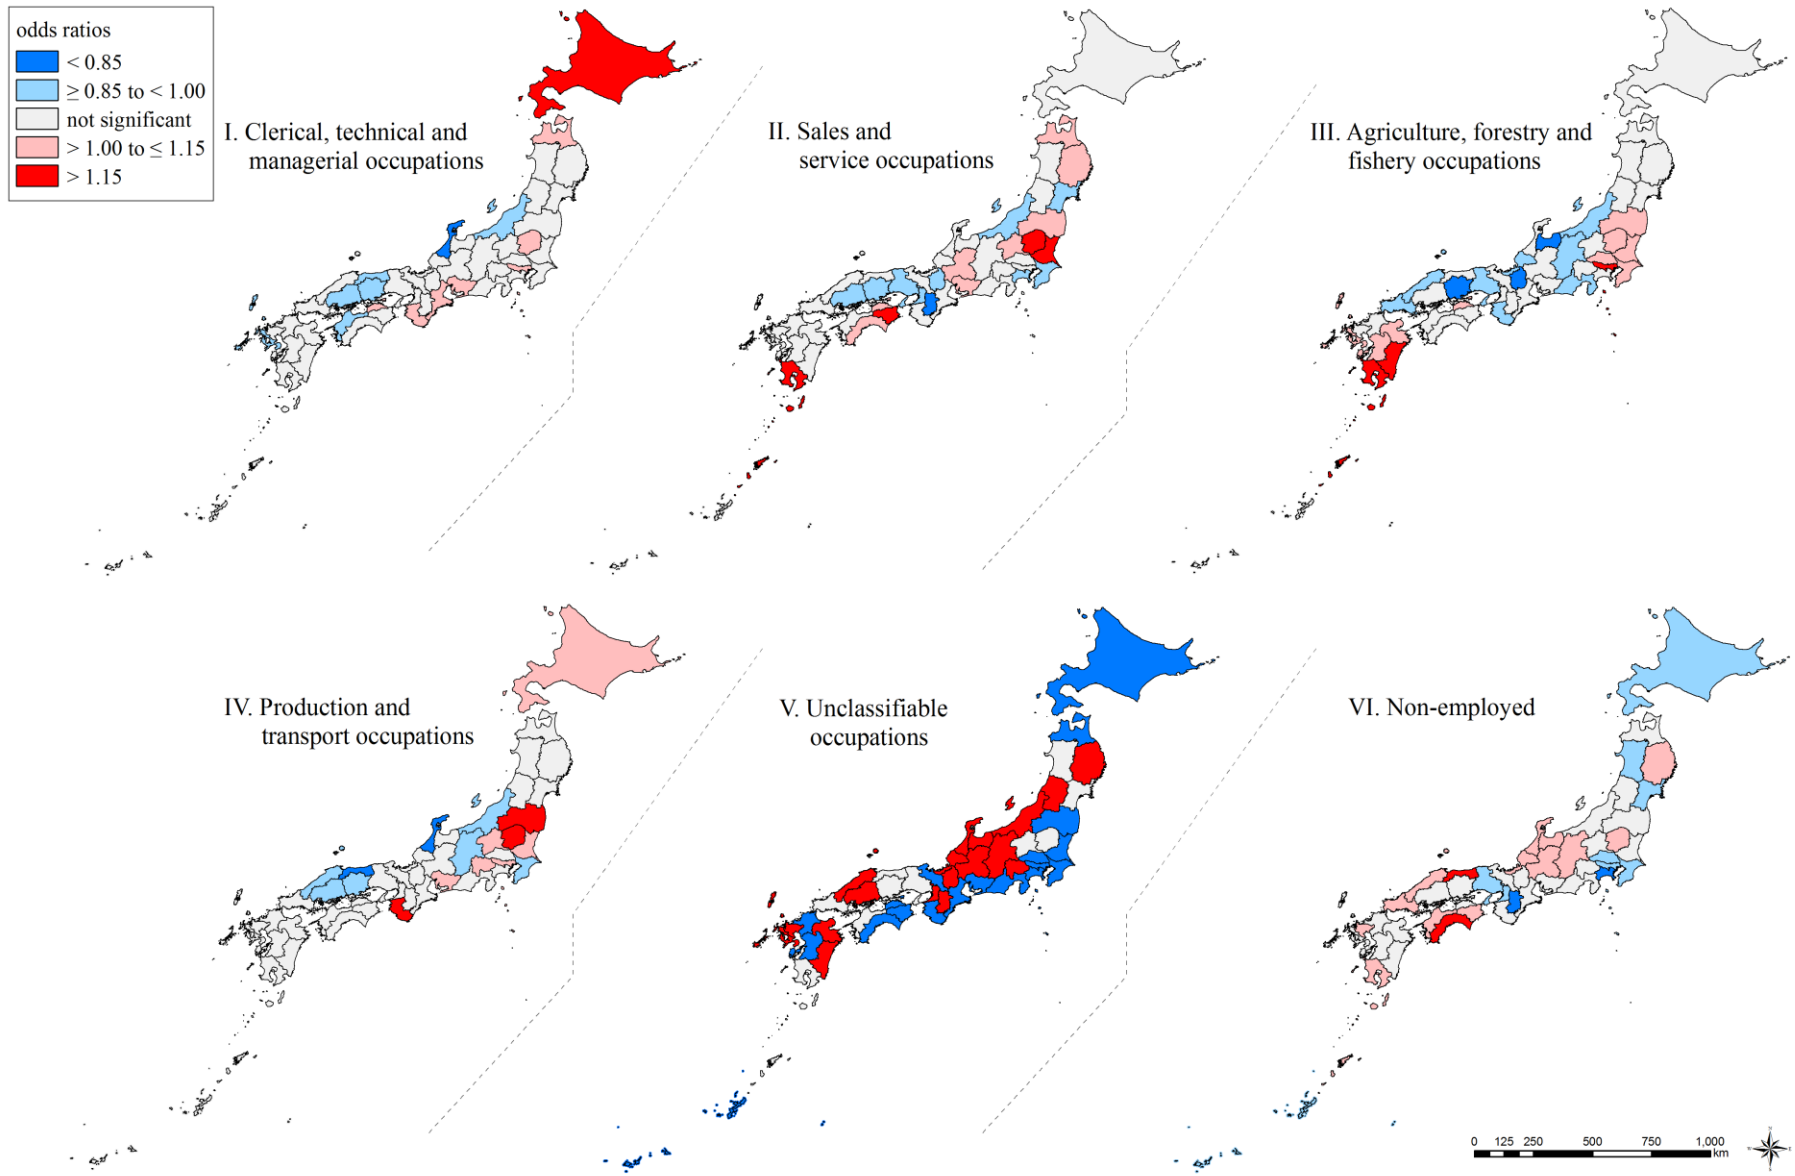 odds ratios
< 0.85
≥ 0.85 to < 1.00
not significant
> 1.00 to ≤ 1.15
> 1.15
I. Clerical, technical and
managerial occupations
II. Sales and
service occupations
III. Agriculture, forestry and
fishery occupations
IV. Production and
transport occupations
V. Unclassifiable
occupations
VI. Non-employed
0 125 250 500 750 1,000
km